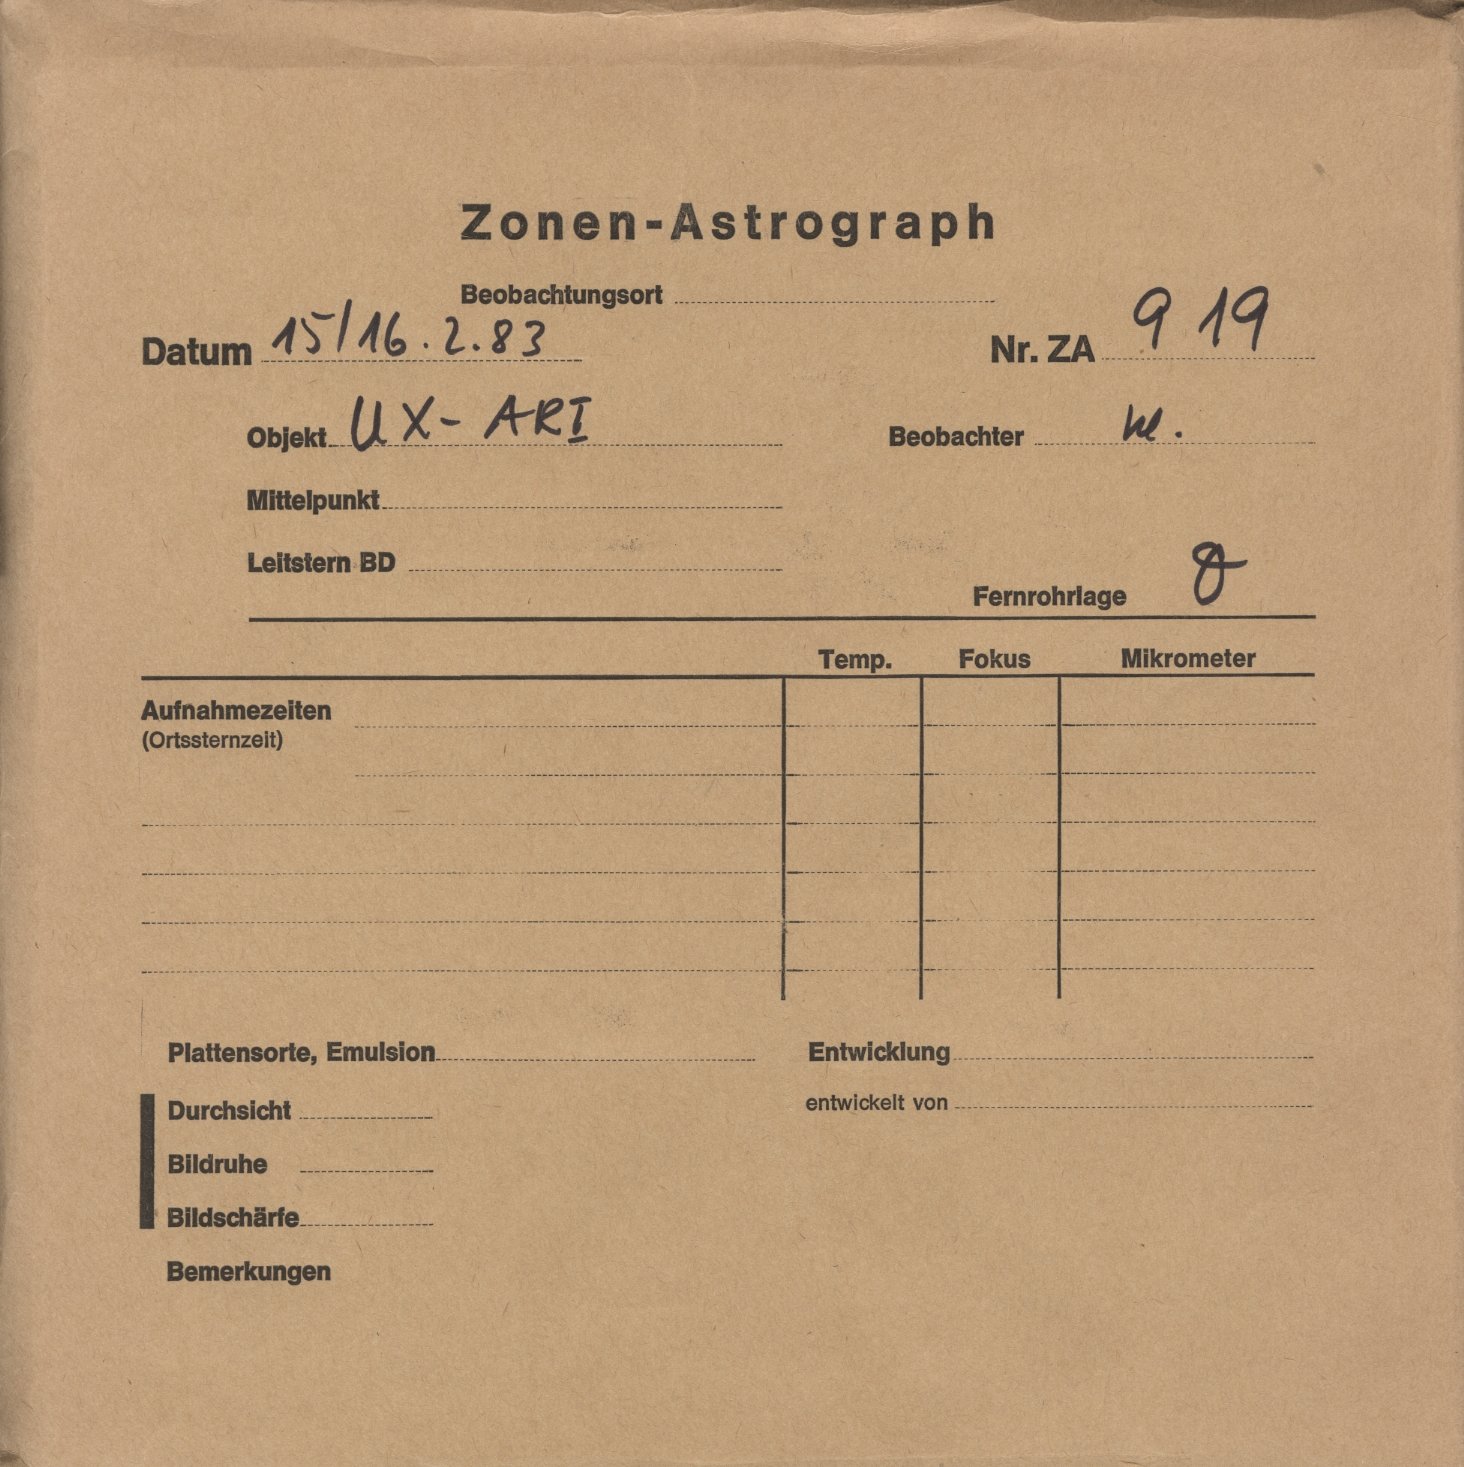 Zonen-Astrograph
Beobachtungsort
Datum 15/16.2.83 Nr. ZA 919
Objekt UX-ARI Beobachter
Mittelpunkt
Leitstern BD
Fernrohrlage
Temp. Fokus Mikrometer
Aufnahmezeiten
(Ortssternzeit)
Plattensorte, Emulsion Entwicklung
Durchsicht entwickelt von
Bildruhe
Bildschärfe
Bemerkungen